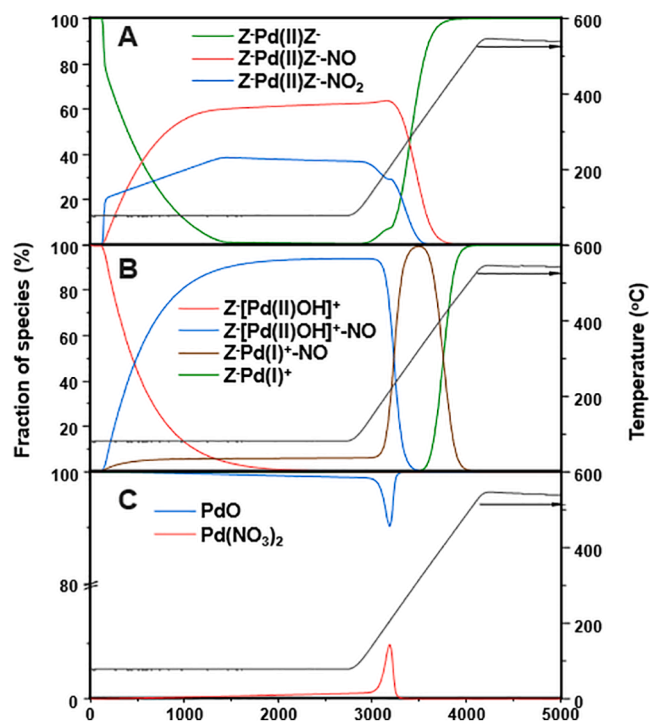 100
80
60
40
20
A
Z⁻Pd(II)Z⁻
Z⁻Pd(II)Z⁻-NO
Z⁻Pd(II)Z⁻-NO₂
600
400
200
100
80
60
40
20
B
Z⁻[Pd(II)OH]⁺
Z⁻[Pd(II)OH]⁺-NO
Z⁻Pd(I)⁺-NO
Z⁻Pd(I)⁺
600
400
200
100
80
0
C
PdO
Pd(NO₃)₂
600
400
200
0
0 1000 2000 3000 4000 5000
Fraction of species (%)
Temperature (°C)